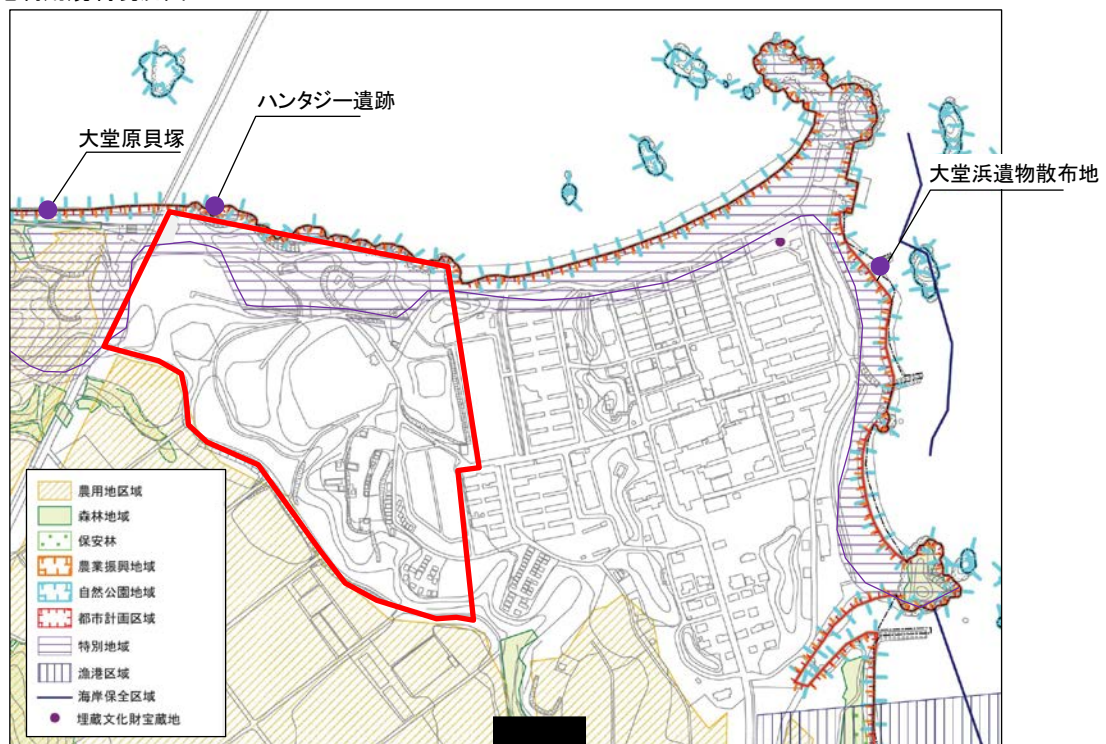 ハンタジー遺跡
大堂原貝塚
大堂浜遺物散布地
農用地区域
森林地域
保安林
農業振興地域
自然公園地域
都市計画区域
特別地域
漁港区域
海岸保全区域
埋蔵文化財宝蔵地